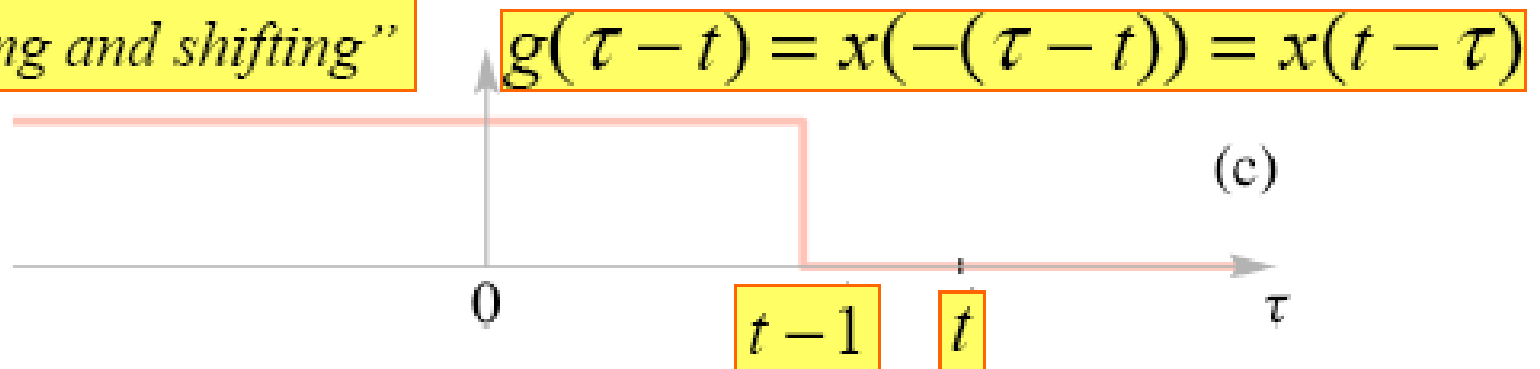 ng and shifting”
g(τ − t) = x(−(τ − t)) = x(t − τ)
(c)
0
t − 1
t
τ